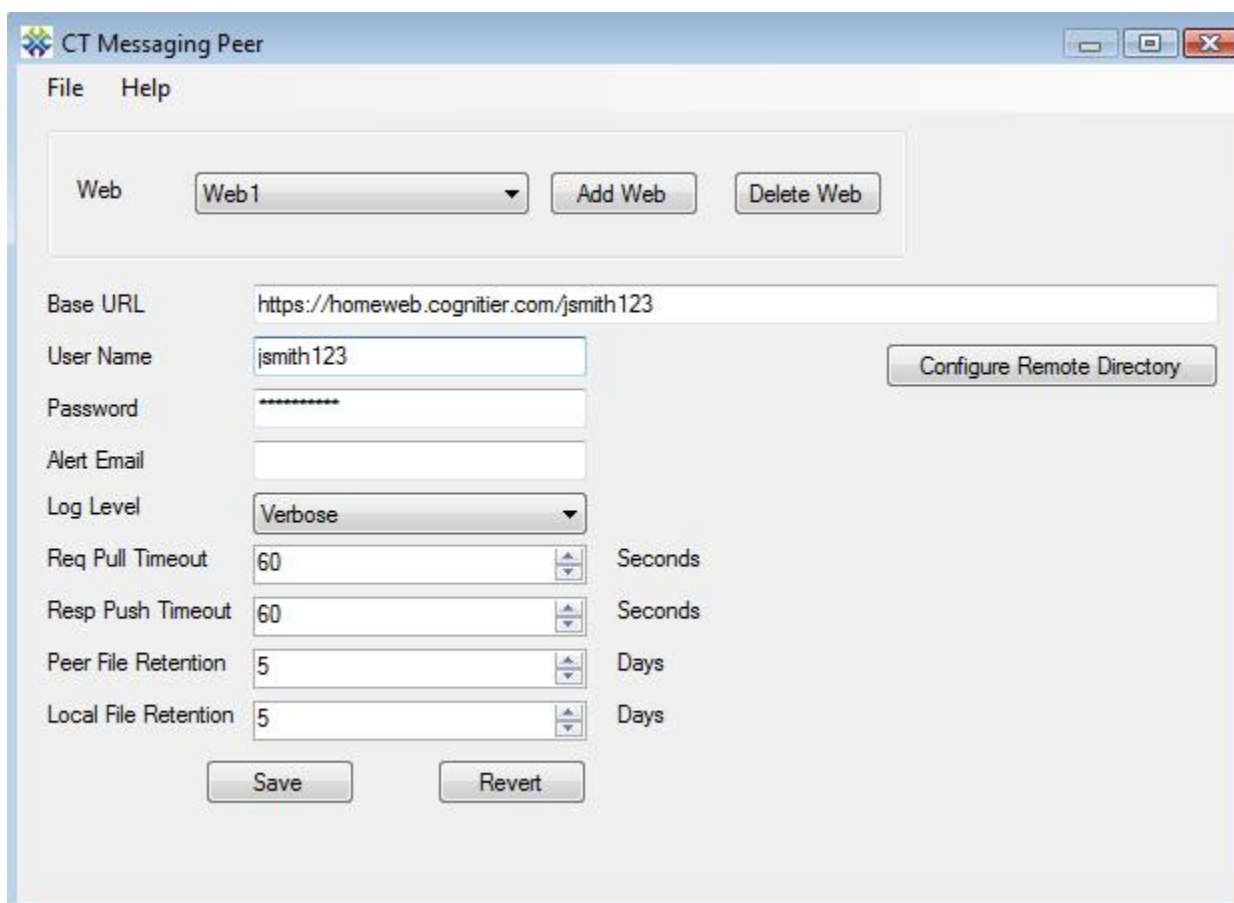 CT Messaging Peer
File Help
Web Web1 Add Web Delete Web
Base URL https://homeweb.cognitier.com/jsmith123
User Name jsmith123
Configure Remote Directory
Password **********
Alert Email
Log Level Verbose
Req Pull Timeout 60 Seconds
Resp Push Timeout 60 Seconds
Peer File Retention 5 Days
Local File Retention 5 Days
Save Revert